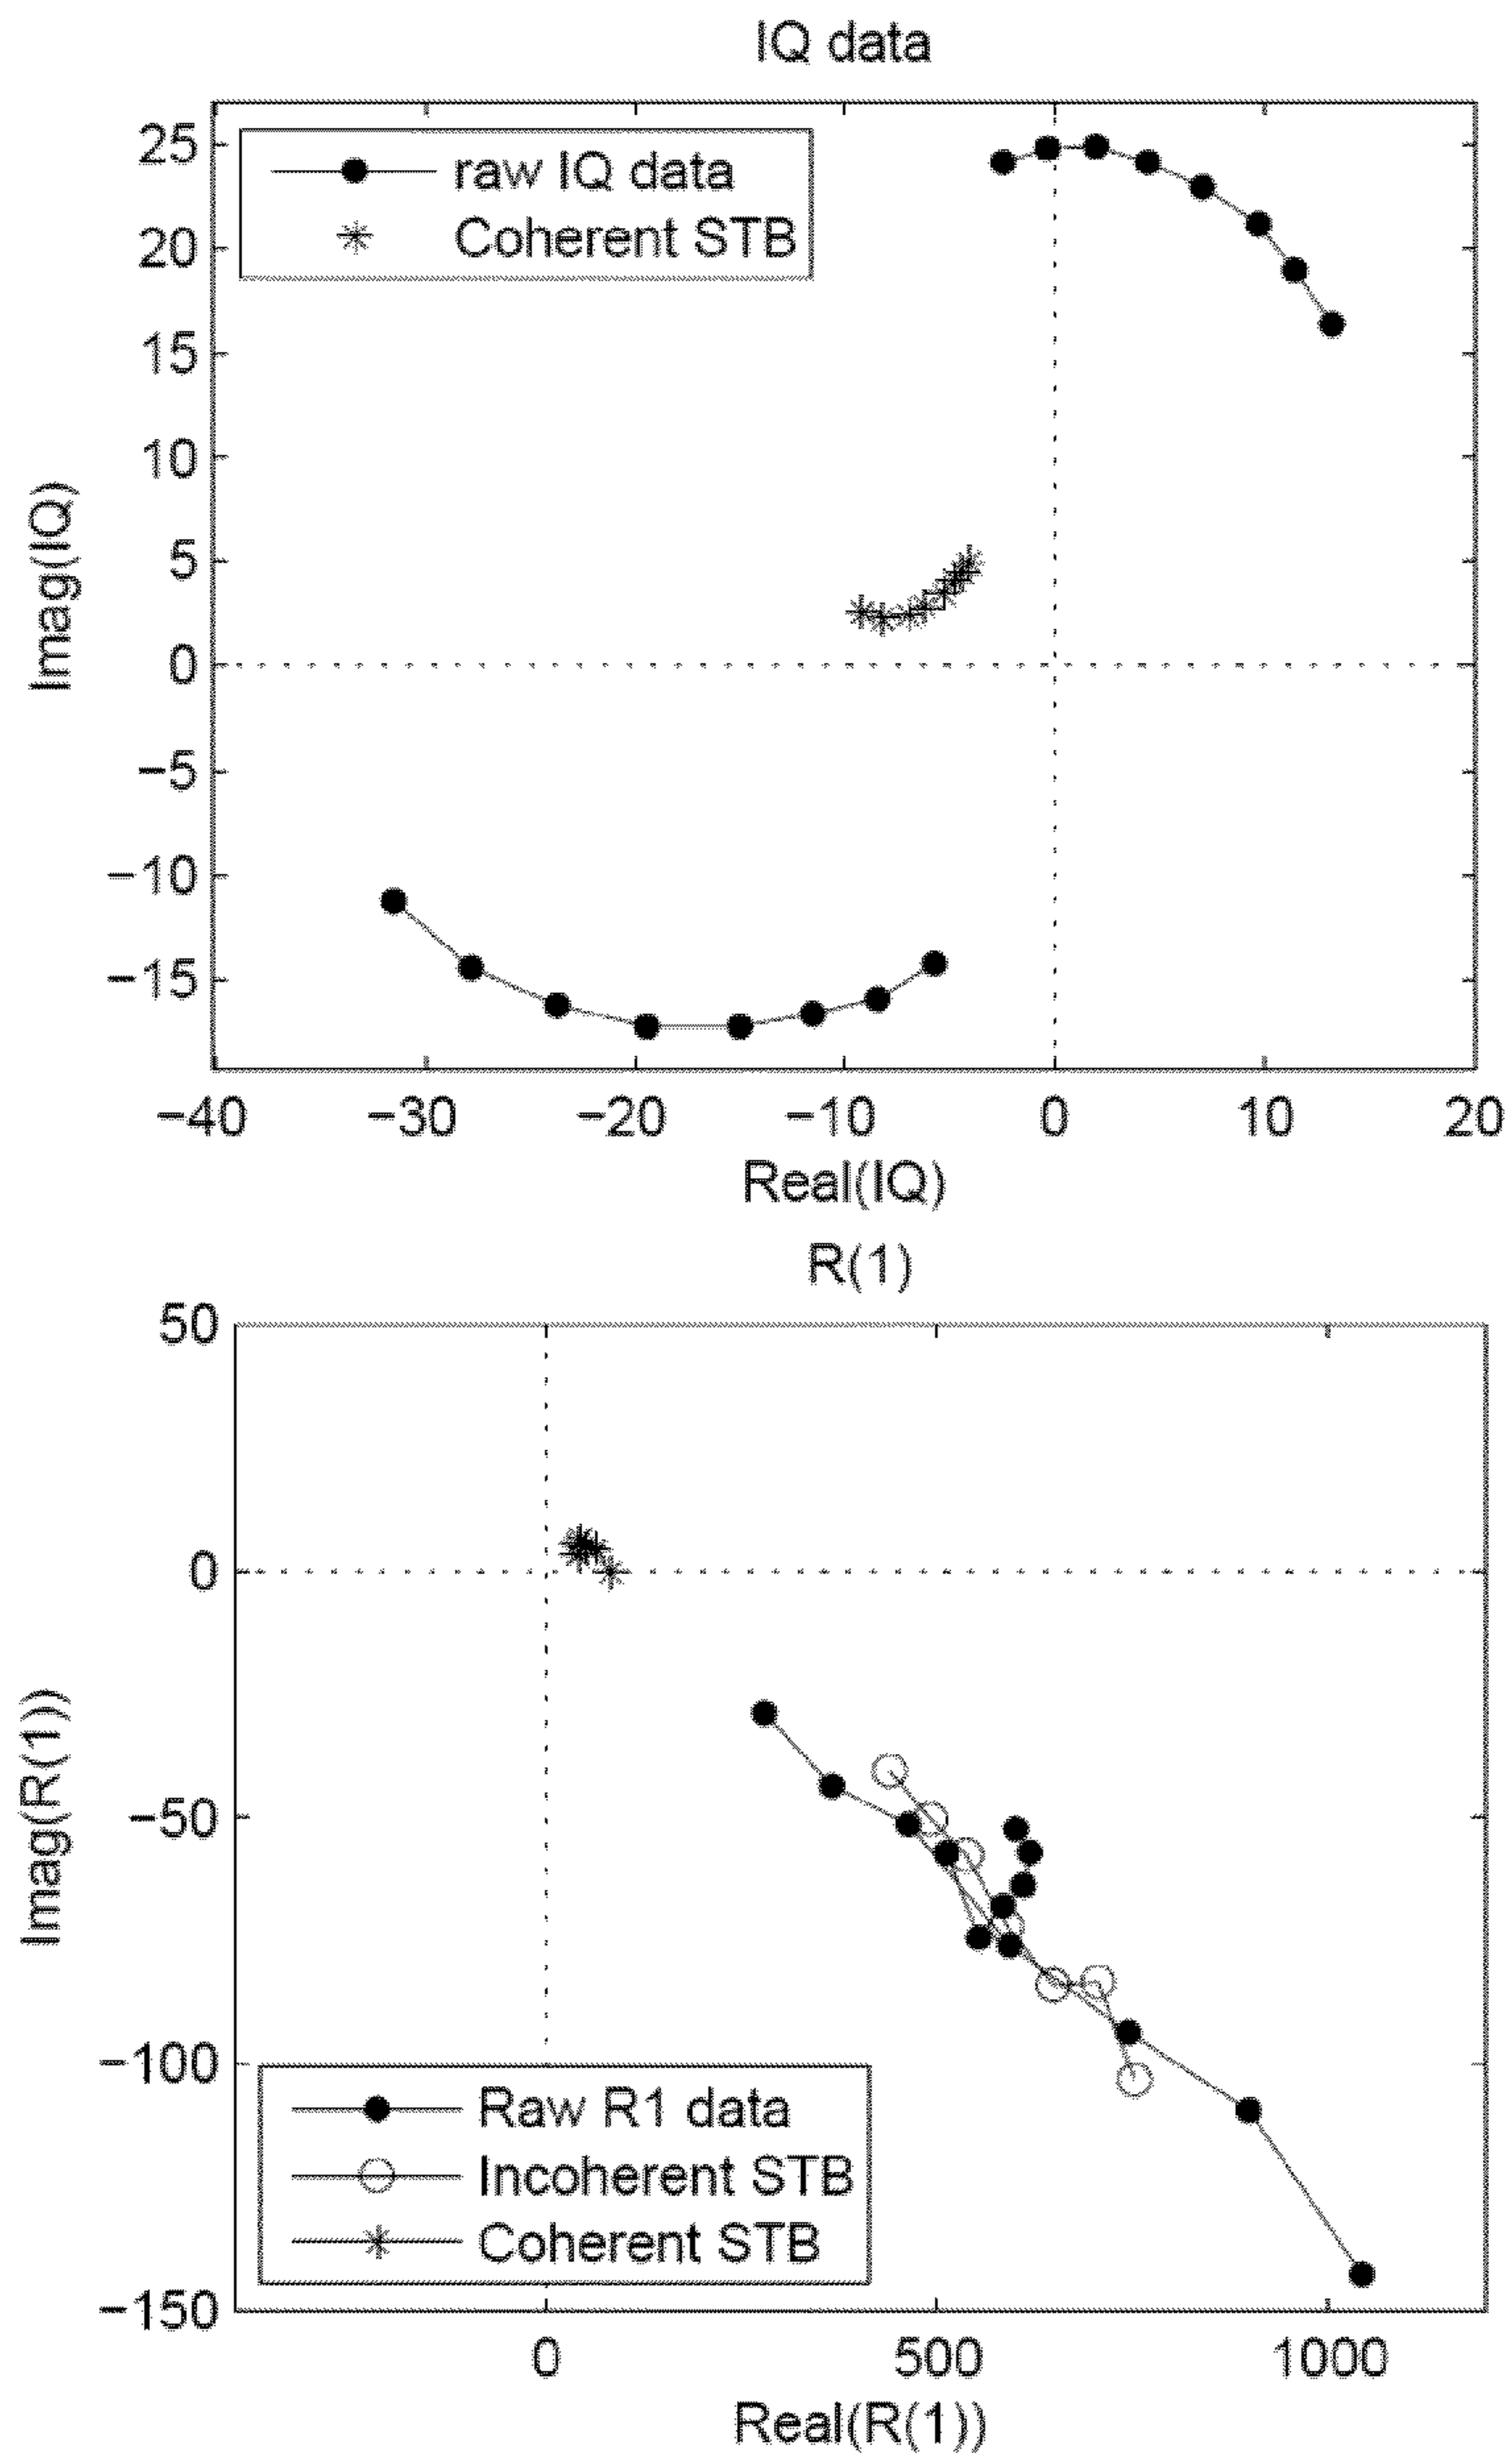 IQ data
25
20
15
10
5
0
−5
−10
−15
raw IQ data
Coherent STB
Imag(IQ)
−40 −30 −20 −10 0 10 20
Real(IQ)
R(1)
50
0
−50
−100
−150
Imag(R(1))
Raw R1 data
Incoherent STB
Coherent STB
0 500 1000
Real(R(1))